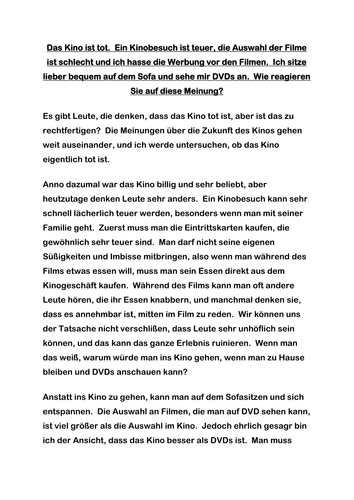 Das Kino ist tot.  Ein Kinobesuch ist teuer, die Auswahl der Filme
ist schlecht und ich hasse die Werbung vor den Filmen.  Ich sitze
lieber bequem auf dem Sofa und sehe mir DVDs an.  Wie reagieren
Sie auf diese Meinung?
Es gibt Leute, die denken, dass das Kino tot ist, aber ist das zu
rechtfertigen?  Die Meinungen über die Zukunft des Kinos gehen
weit auseinander, und ich werde untersuchen, ob das Kino
eigentlich tot ist.
Anno dazumal war das Kino billig und sehr beliebt, aber
heutzutage denken Leute sehr anders.  Ein Kinobesuch kann sehr
schnell lächerlich teuer werden, besonders wenn man mit seiner
Familie geht.  Zuerst muss man die Eintrittskarten kaufen, die
gewöhnlich sehr teuer sind.  Man darf nicht seine eigenen
Süßigkeiten und Imbisse mitbringen, also wenn man während des
Films etwas essen will, muss man sein Essen direkt aus dem
Kinogeschäft kaufen.  Während des Films kann man oft andere
Leute hören, die ihr Essen knabbern, und manchmal denken sie,
dass es annehmbar ist, mitten im Film zu reden.  Wir können uns
der Tatsache nicht verschließen, dass Leute sehr unhöflich sein
können, und das kann das ganze Erlebnis ruinieren.  Wenn man
das weiß, warum würde man ins Kino gehen, wenn man zu Hause
bleiben und DVDs anschauen kann?
Anstatt ins Kino zu gehen, kann man auf dem Sofasitzen und sich
entspannen.  Die Auswahl an Filmen, die man auf DVD sehen kann,
ist viel größer als die Auswahl im Kino.  Jedoch ehrlich gesagr bin
ich der Ansicht, dass das Kino besser als DVDs ist.  Man muss